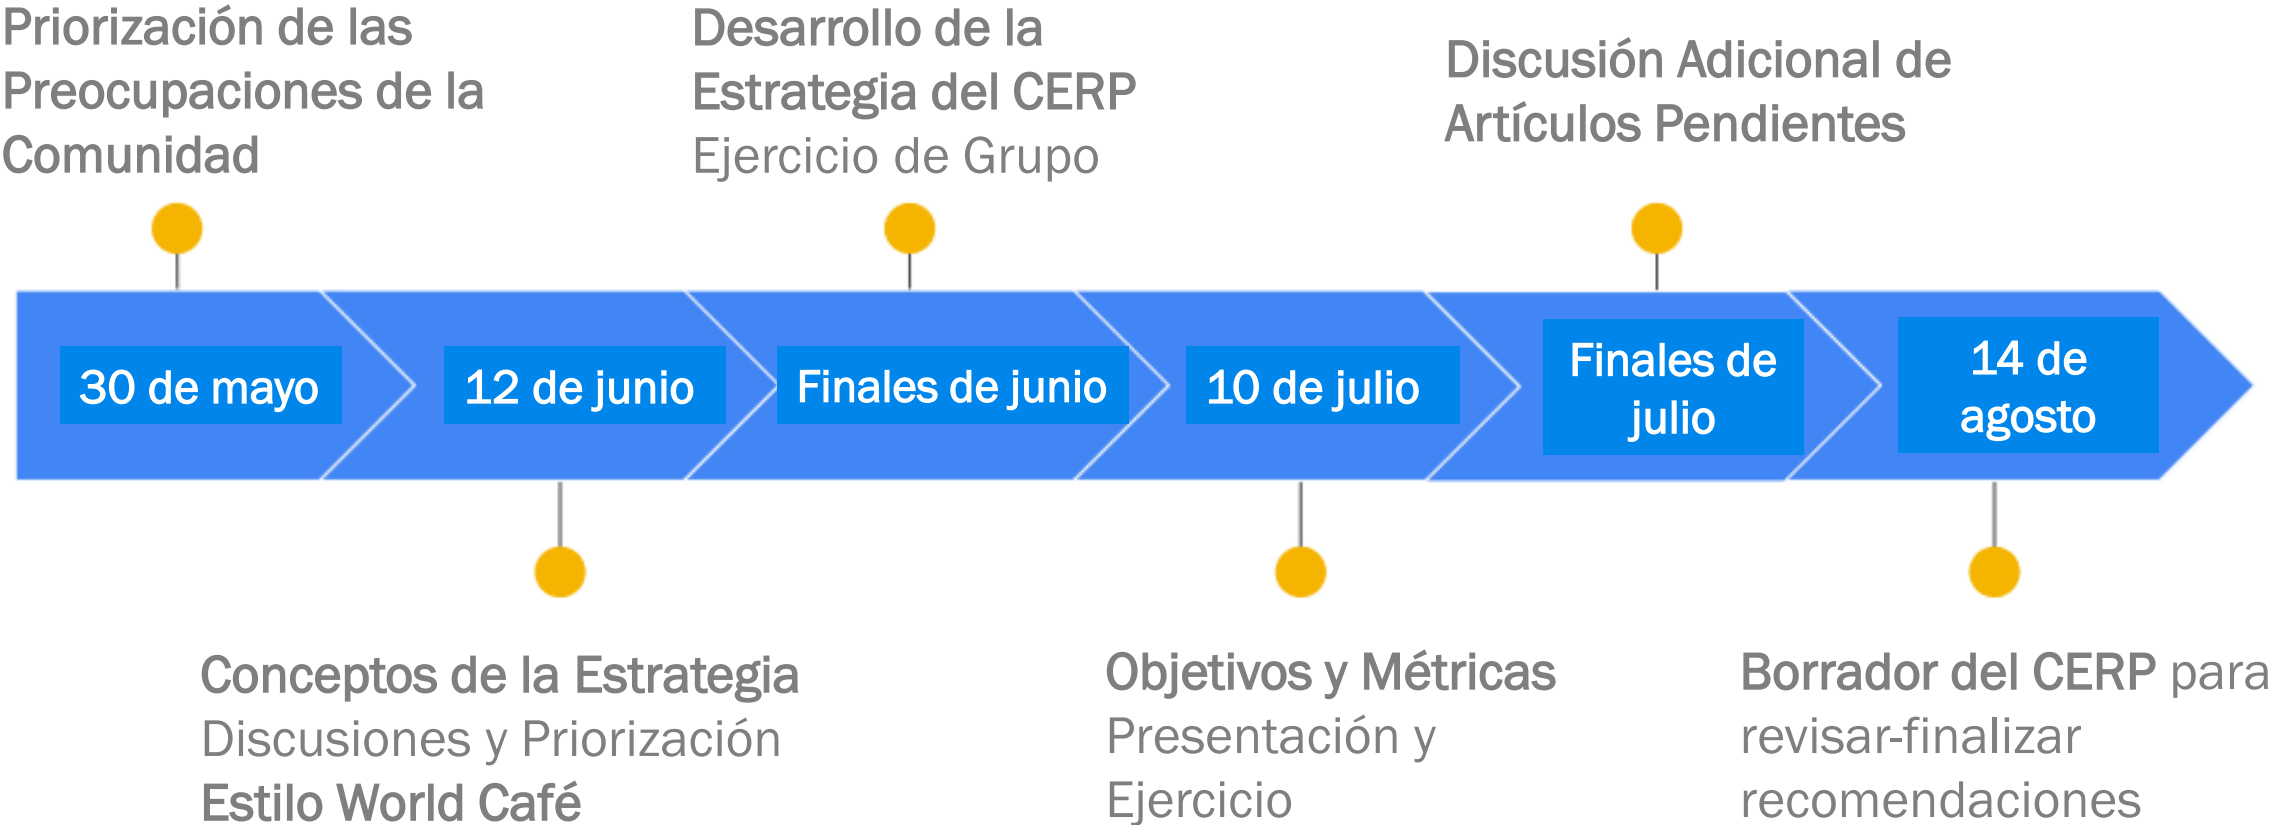 Priorización de las
Preocupaciones de la
Comunidad
Desarrollo de la
Estrategia del CERP
Ejercicio de Grupo
Discusión Adicional de
Artículos Pendientes
30 de mayo
12 de junio
Finales de junio
10 de julio
Finales de
julio
14 de
agosto
Conceptos de la Estrategia
Discusiones y Priorización
Estilo World Café
Objetivos y Métricas
Presentación y
Ejercicio
Borrador del CERP para
revisar-finalizar
recomendaciones